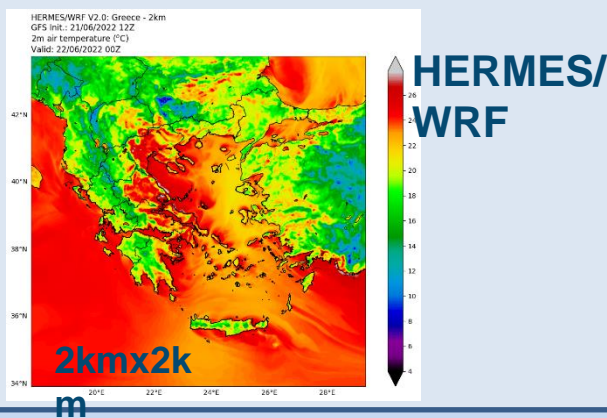 HERMES/WRF V2.0: Greece - 2km
GFS Init.: 21/06/2022 12Z
2m air temperature (°C)
Valid: 22/06/2022 00Z
HERMES/
WRF
42°N
40°N
38°N
36°N
34°N
20°E 22°E 24°E 26°E 28°E
26
24
22
20
18
16
14
12
10
8
6
4
2kmx2k
m